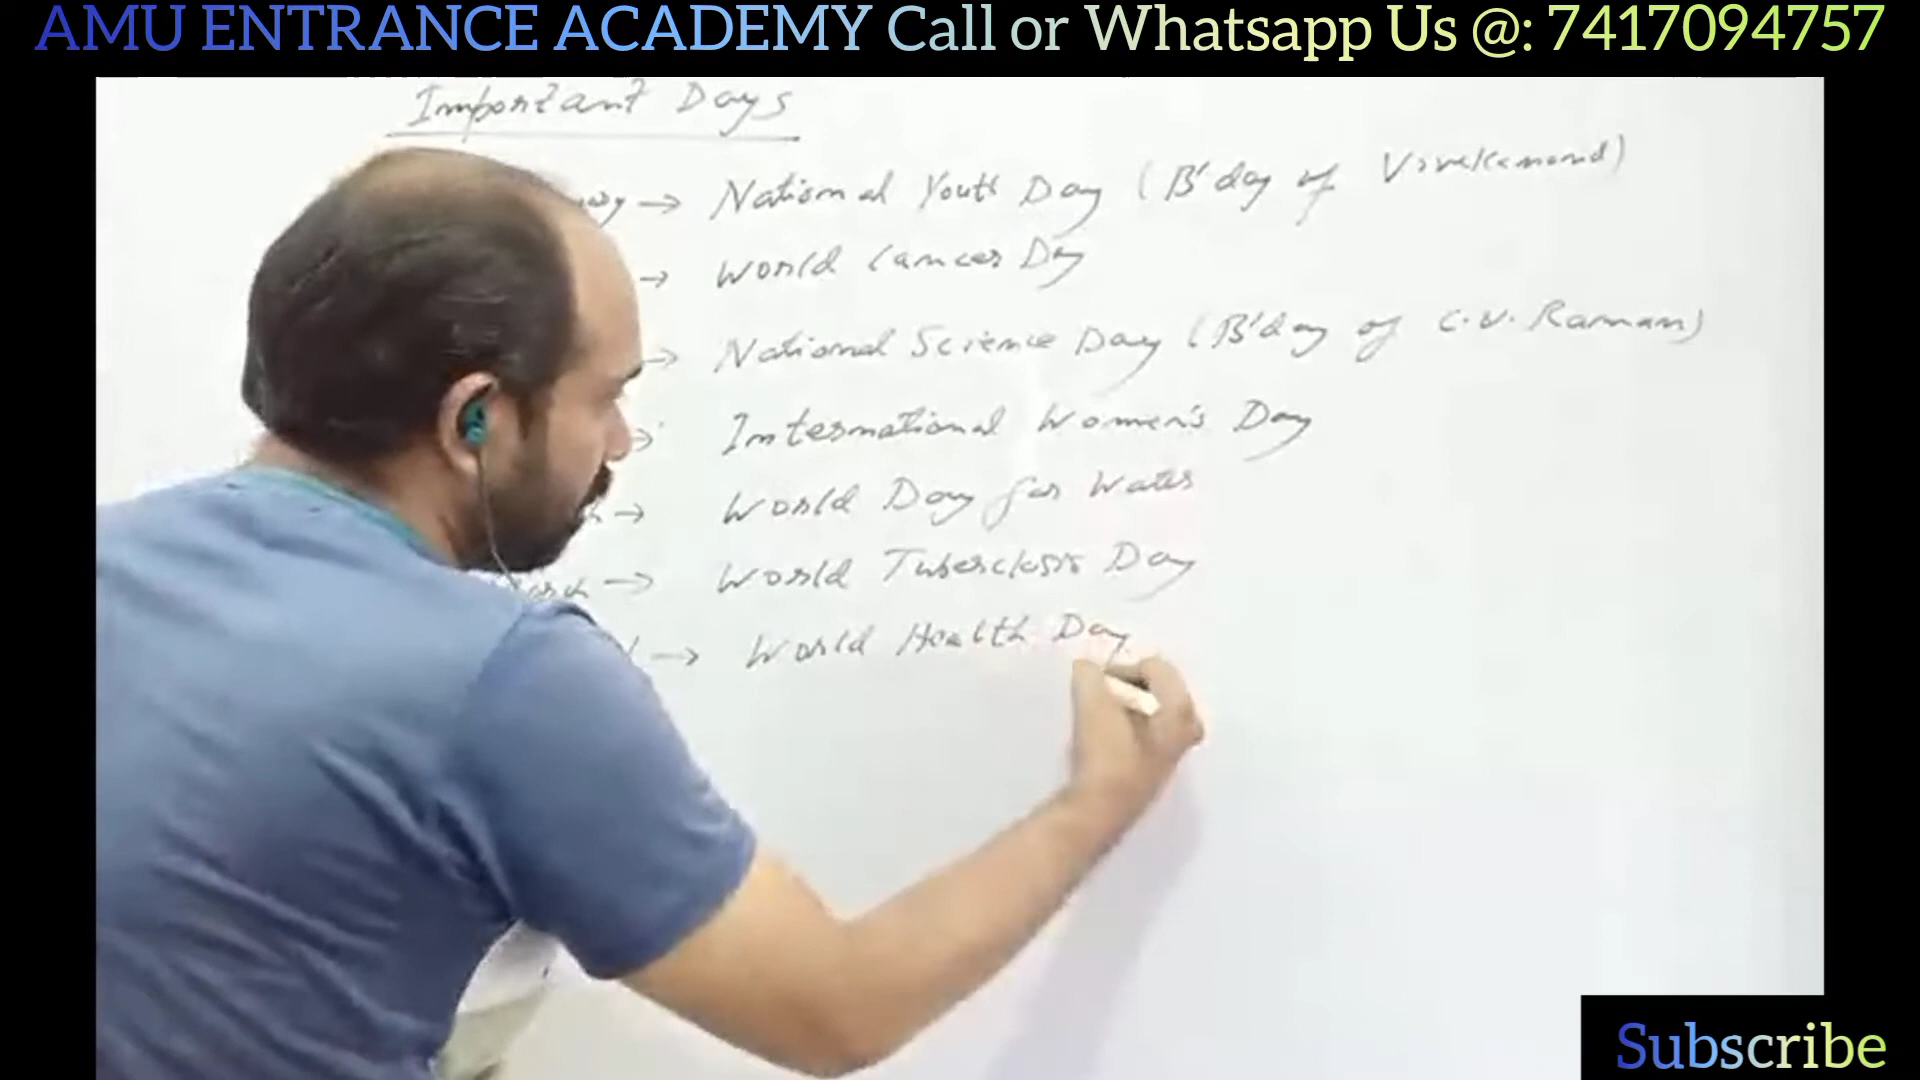 AMU ENTRANCE ACADEMY Call or Whatsapp Us @: 7417094757
Important Days
→ National Youth Day (B'day of Vivekanand)
→ World Cancer Day
→ National Science Day (B'day of C.V. Raman)
International Women's Day
→ World Day for Water
→ World Tuberclosis Day
→ World Health Day
Subscribe